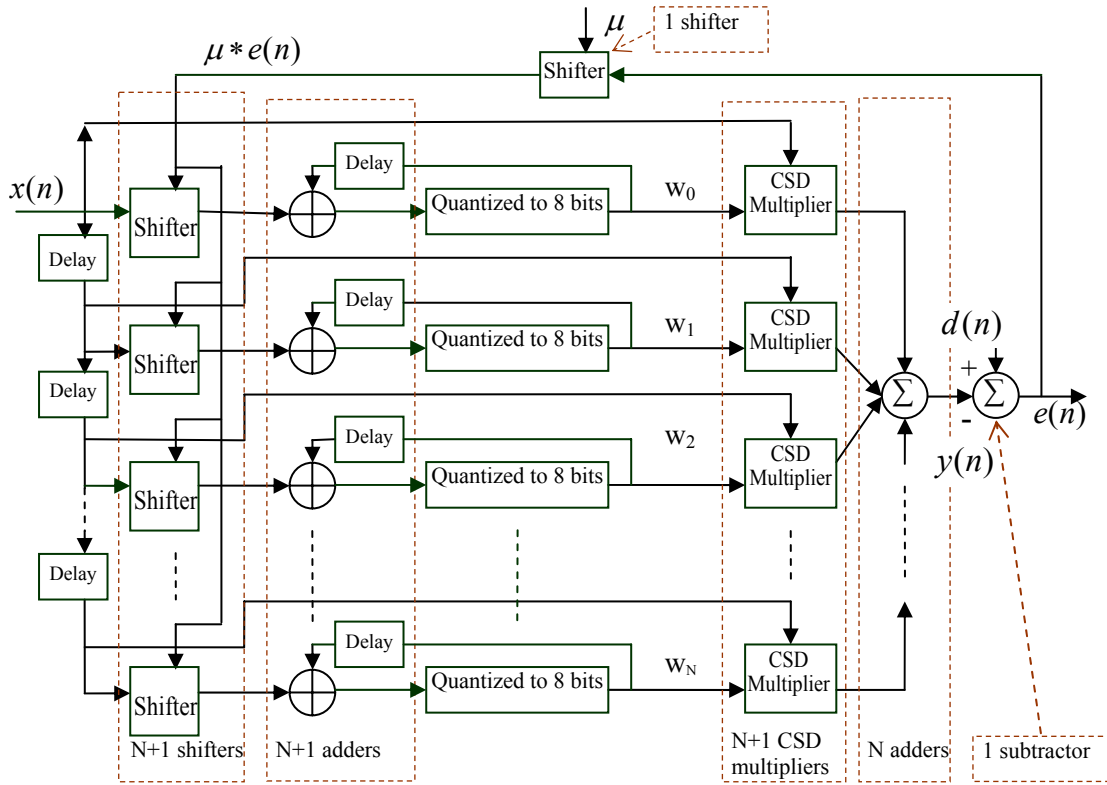 μ
1 shifter
μ * e(n)
Shifter
x(n)
Shifter
Delay
Delay
Quantized to 8 bits
w0
CSD
Multiplier
Shifter
Delay
Delay
Quantized to 8 bits
w1
CSD
Multiplier
d(n)
+
Σ
Σ
-
e(n)
y(n)
Shifter
Delay
Quantized to 8 bits
w2
CSD
Multiplier
Delay
Shifter
Delay
Quantized to 8 bits
wN
CSD
Multiplier
N+1 shifters
N+1 adders
N+1 CSD
multipliers
N adders
1 subtractor